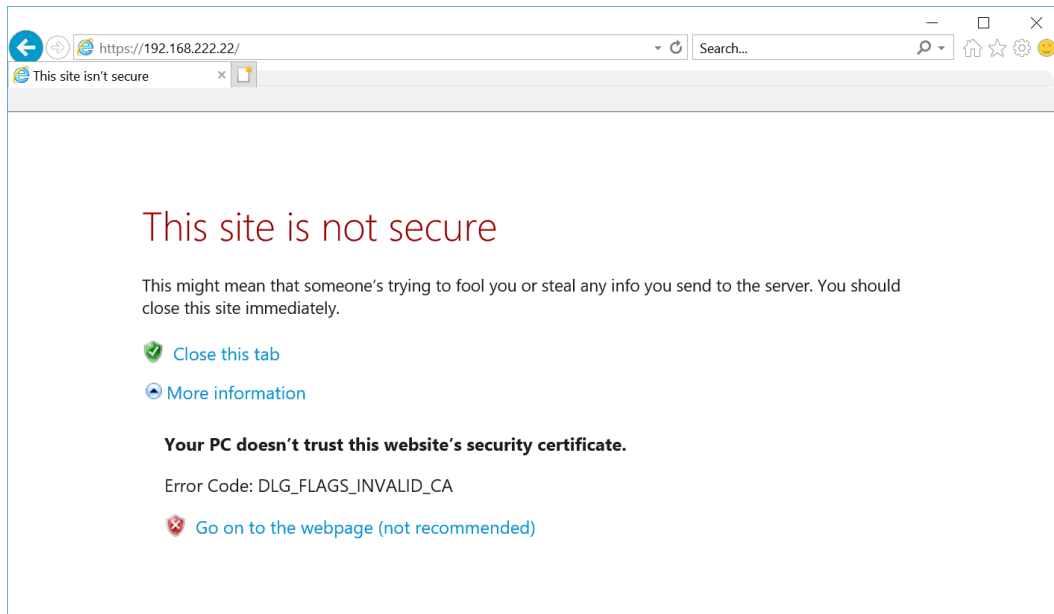 https://192.168.222.22/
Search...
This site isn't secure
This site is not secure
This might mean that someone's trying to fool you or steal any info you send to the server. You should
close this site immediately.
Close this tab
More information
Your PC doesn't trust this website's security certificate.
Error Code: DLG_FLAGS_INVALID_CA
Go on to the webpage (not recommended)